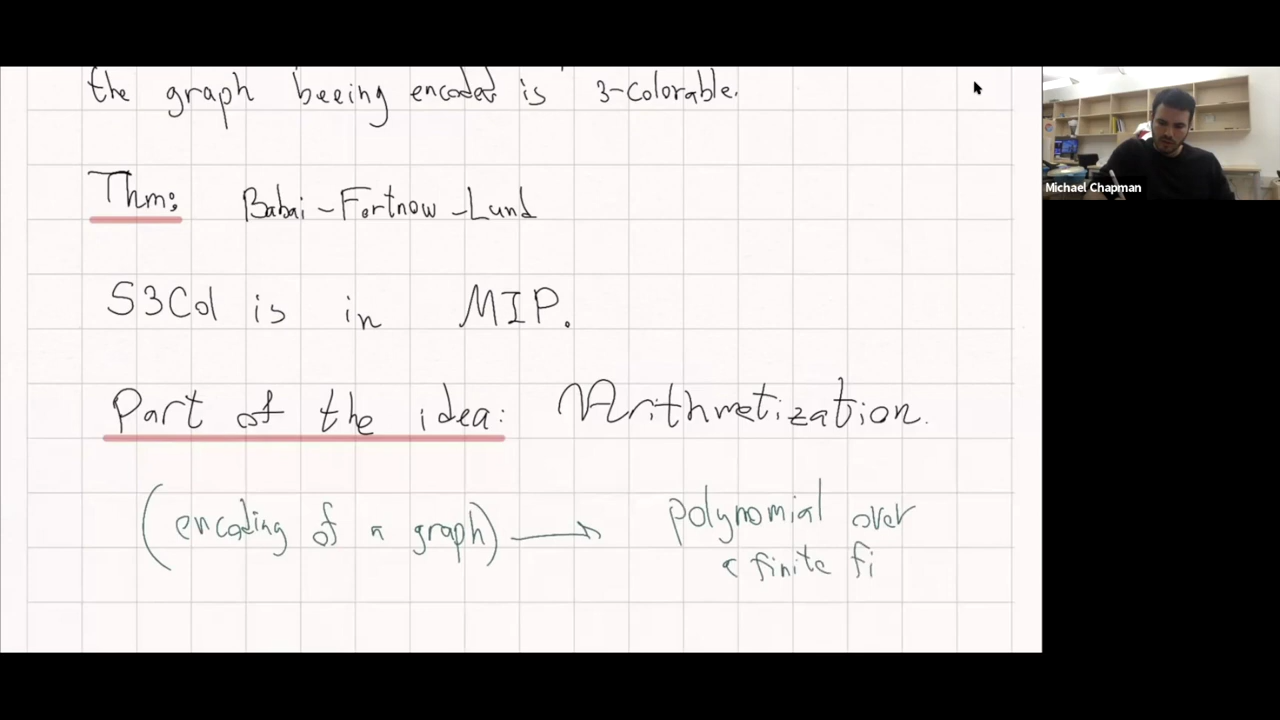 the graph beeing encoded is 3-colorable.
Michael Chapman
Thm: Babai-Fortnow-Lund
S3Col is in MIP.
Part of the idea: Arithmetization.
(encoding of a graph) → polynomial over
a finite fi